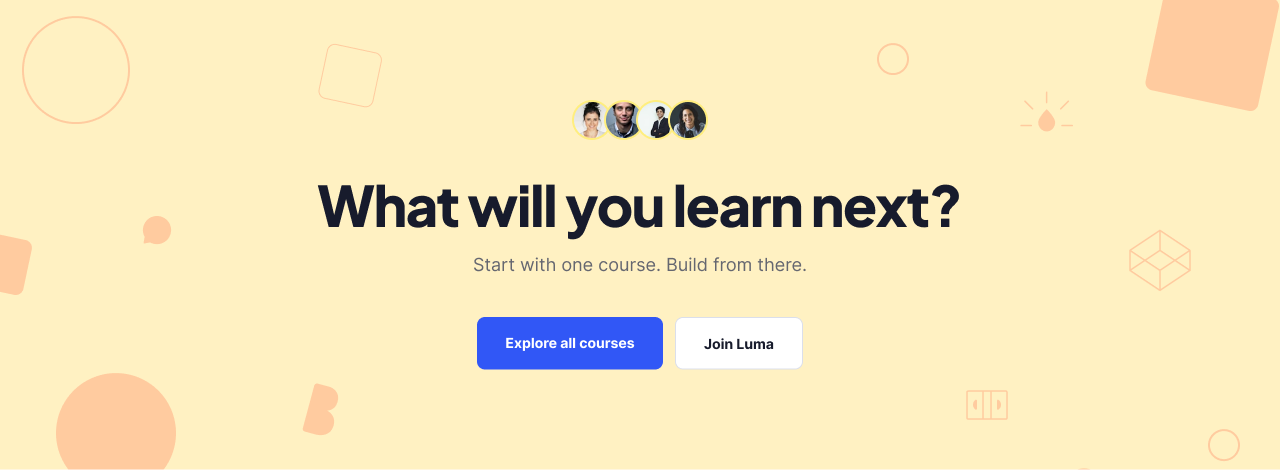 What will you learn next?
Start with one course. Build from there.
Explore all courses
Join Luma